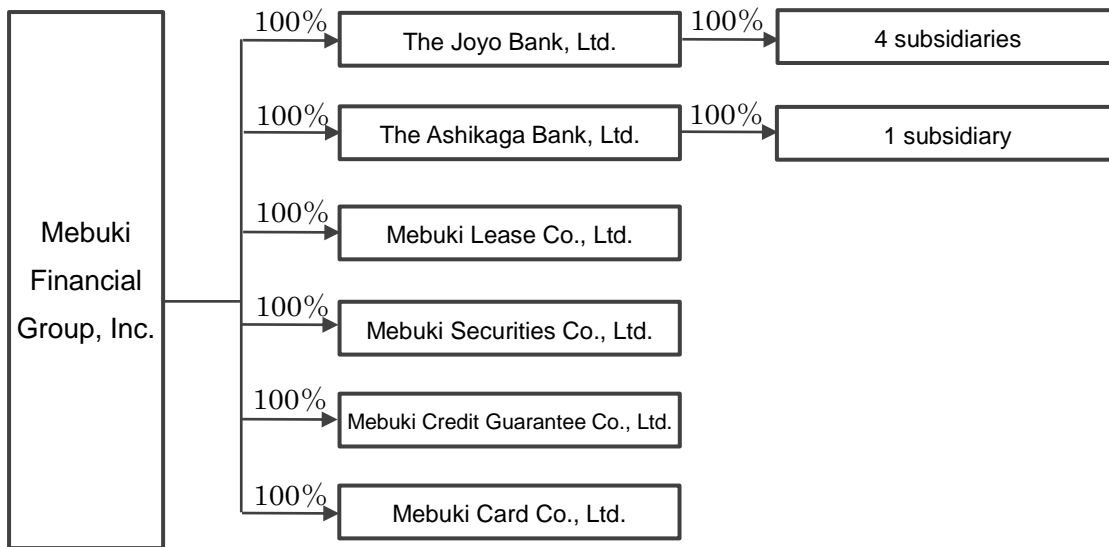 Mebuki
Financial
Group, Inc.
100%
The Joyo Bank, Ltd.
100%
4 subsidiaries
100%
The Ashikaga Bank, Ltd.
100%
1 subsidiary
100%
Mebuki Lease Co., Ltd.
100%
Mebuki Securities Co., Ltd.
100%
Mebuki Credit Guarantee Co., Ltd.
100%
Mebuki Card Co., Ltd.